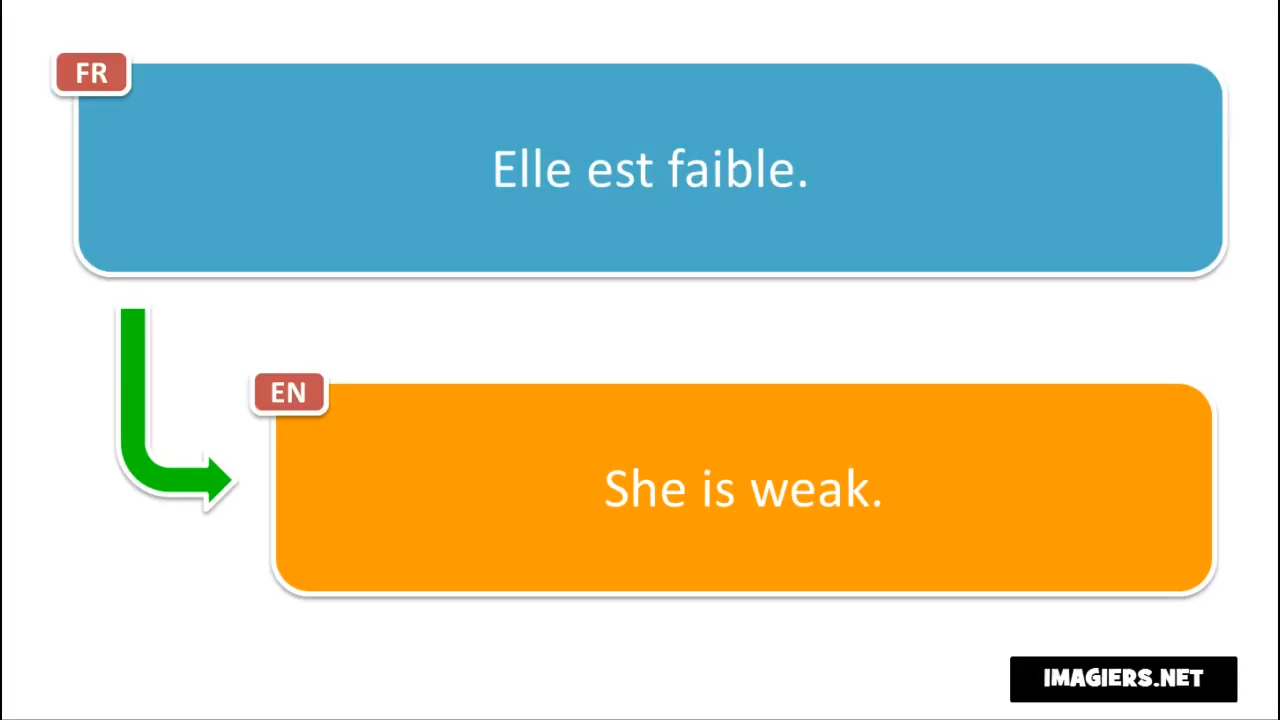 FR
Elle est faible.
EN
She is weak.
IMAGIERS.NET